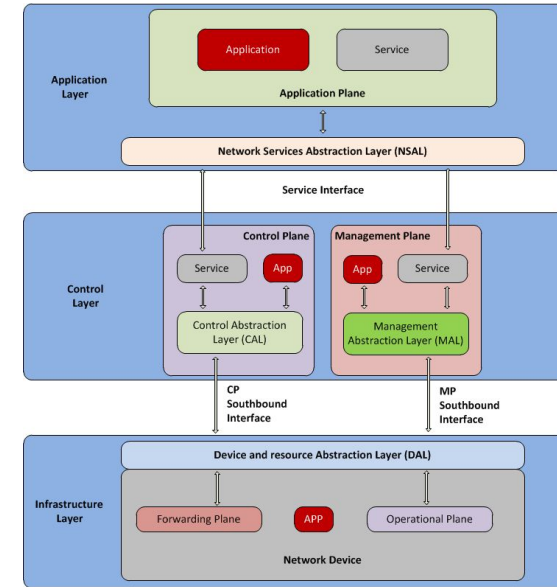 Application
Service
Application Plane
Application
Layer
Network Services Abstraction Layer (NSAL)
Service Interface
Control Plane
Management Plane
Service
App
App
Service
Control
Layer
Control Abstraction
Layer (CAL)
Management
Abstraction Layer (MAL)
CP
Southbound
Interface
MP
Southbound
Interface
Device and resource Abstraction Layer (DAL)
Infrastructure
Layer
Forwarding Plane
APP
Operational Plane
Network Device